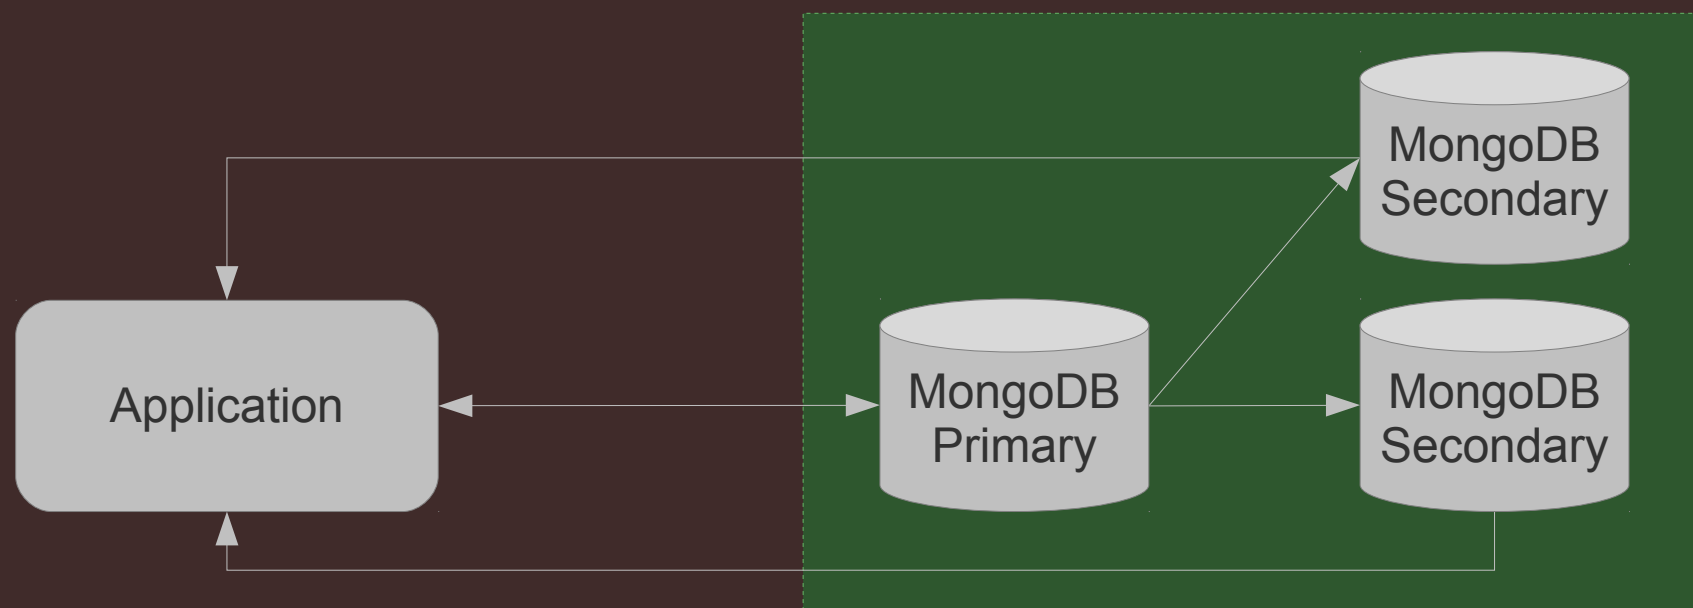 MongoDB
Secondary
Application
MongoDB
Primary
MongoDB
Secondary